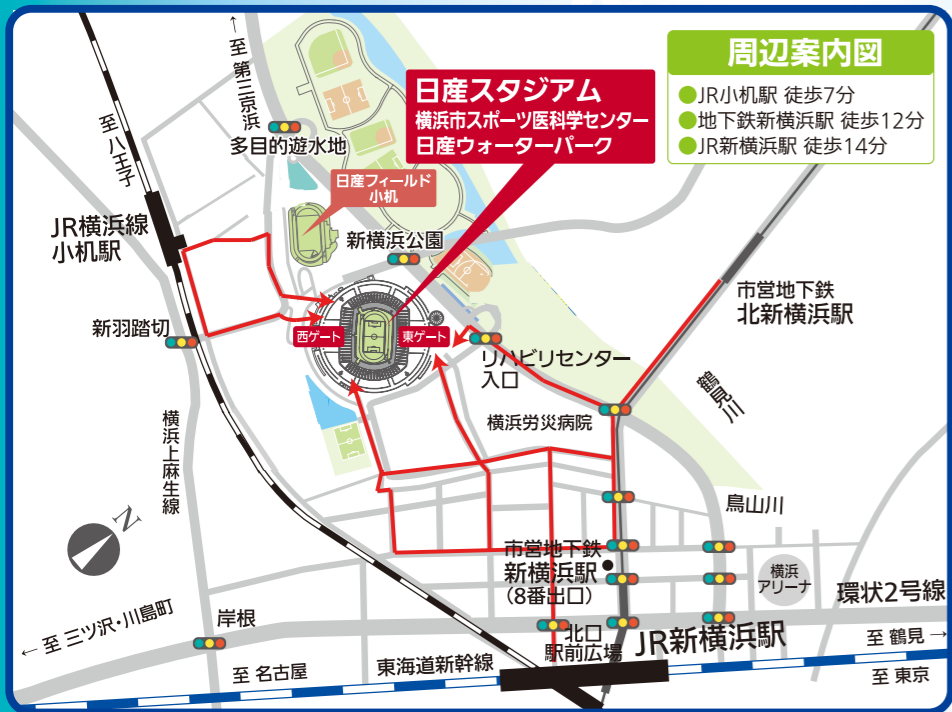 周辺案内図
●JR小机駅 徒歩7分
●地下鉄新横浜駅 徒歩12分
●JR新横浜駅 徒歩14分
日産スタジアム
横浜市スポーツ医科学センター
日産ウォーターパーク
← 至 第三京浜
多目的遊水地
至 八王子
日産フィールド
小机
JR横浜線
小机駅
新横浜公園
新羽踏切
西ゲート
東ゲート
市営地下鉄
北新横浜駅
リハビリセンター
入口
鶴見川
横浜労災病院
横浜上麻生線
鳥山川
N
市営地下鉄
新横浜駅
(8番出口)
横浜
アリーナ
環状2号線
← 至 三ツ沢・川島町
岸根
北口
駅前広場
JR新横浜駅
至 鶴見 →
至 名古屋
東海道新幹線
至 東京